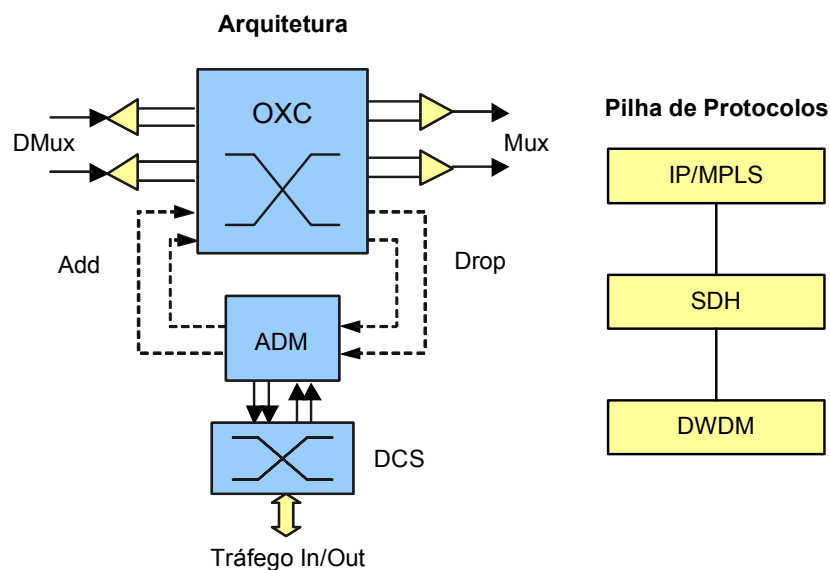 Arquitetura
OXC
DMux
Mux
Add
Drop
ADM
DCS
Tráfego In/Out
Pilha de Protocolos
IP/MPLS
SDH
DWDM